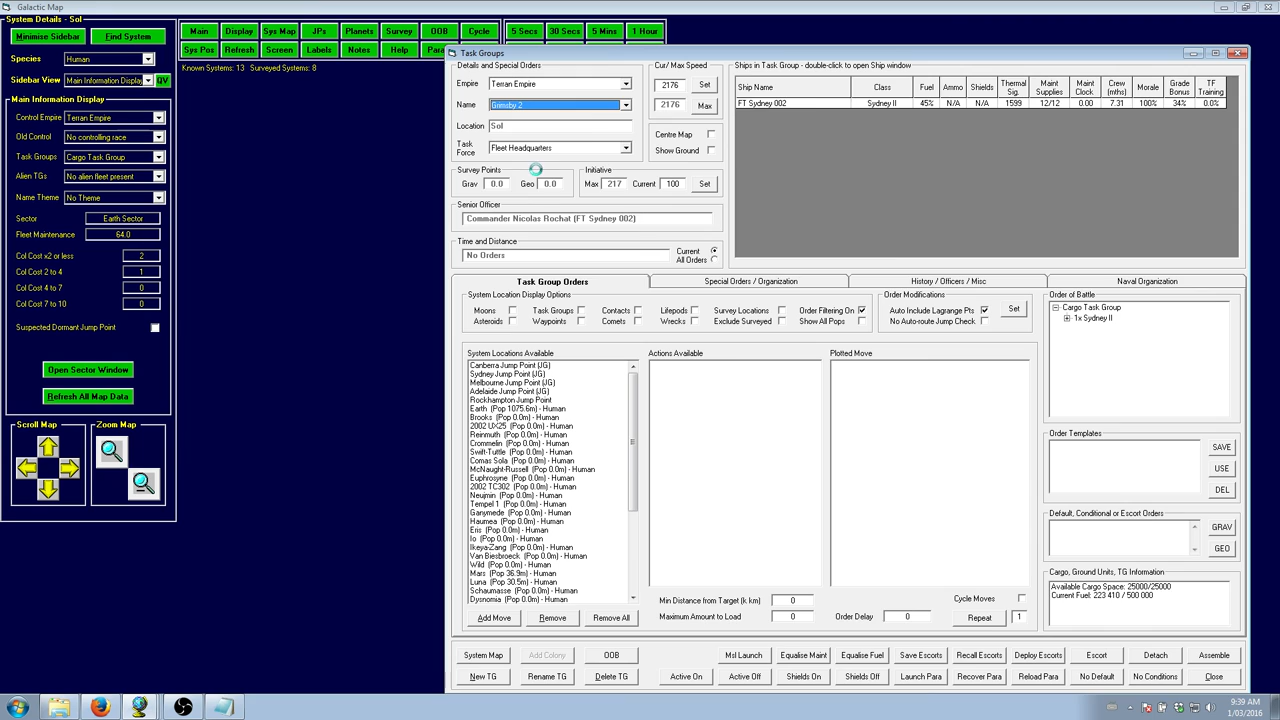 Galactic Map
System Details - Sol
Minimise Sidebar Find System
Species Human
Sidebar View Main Information Display QV
Main Information Display
Control Empire Terran Empire
Old Control No controlling race
Task Groups Cargo Task Group
Alien TGs No alien fleet present
Name Theme No Theme
Sector Earth Sector
Fleet Maintenance 64.0
Col Cost x2 or less 2
Col Cost 2 to 4 1
Col Cost 4 to 7 0
Col Cost 7 to 10 0
Suspected Dormant Jump Point
Open Sector Window
Refresh All Map Data
Scroll Map Zoom Map
Main Display Sys Map JPs Planets Survey OOB Cycle 5 Secs 30 Secs 5 Mins 1 Hour
Sys Pos Refresh Screen Labels Notes Help
Known Systems: 13 Surveyed Systems: 8
Task Groups
Details and Special Orders
Empire Terran Empire
Name Grimsby 2
Location Sol
Task Force Fleet Headquarters
Cur/ Max Speed
2176 Set
2176 Max
Centre Map
Show Ground
Survey Points
Grav 0.0 Geo 0.0
Initiative
Max 217 Current 100 Set
Senior Officer
Commander Nicolas Rochat (FT Sydney 002)
Time and Distance
No Orders
Current
All Orders
Ships in Task Group - double-click to open Ship window
Ship Name Class Fuel Ammo Shields Thermal Sig. Maint Supplies Maint Clock Crew (mths) Morale Grade Bonus TF Training
FT Sydney 002 Sydney II 45% N/A N/A 1599 12/12 0.00 7.31 100% 34% 0.0%
Task Group Orders Special Orders / Organization History / Officers / Misc Naval Organization
System Location Display Options
Moons Task Groups Contacts Lifepods Survey Locations Order Filtering On
Asteroids Waypoints Comets Wrecks Exclude Surveyed Show All Pops
Order Modifications
Auto Include Lagrange Pts Set
No Auto-route Jump Check
Order of Battle
Cargo Task Group
1x Sydney II
System Locations Available Actions Available Plotted Move
Canberra Jump Point (JG)
Sydney Jump Point (JG)
Melbourne Jump Point (JG)
Adelaide Jump Point (JG)
Rockhampton Jump Point
Earth (Pop 1075.6m) - Human
Brooks (Pop 0.0m) - Human
2002 UX25 (Pop 0.0m) - Human
Reinmuth (Pop 0.0m) - Human
Crommelin (Pop 0.0m) - Human
Swift-Tuttle (Pop 0.0m) - Human
Comas Sola (Pop 0.0m) - Human
McNaught-Russell (Pop 0.0m) - Human
Euphrosyne (Pop 0.0m) - Human
2002 TC302 (Pop 0.0m) - Human
Neujmin (Pop 0.0m) - Human
Tempel 1 (Pop 0.0m) - Human
Ganymede (Pop 0.0m) - Human
Haumea (Pop 0.0m) - Human
Eris (Pop 0.0m) - Human
Io (Pop 0.0m) - Human
Ikeya-Zang (Pop 0.0m) - Human
Van Biesbroeck (Pop 0.0m) - Human
Wild (Pop 0.0m) - Human
Mars (Pop 36.9m) - Human
Luna (Pop 30.5m) - Human
Schaumasse (Pop 0.0m) - Human
Dysnomia (Pop 0.0m) - Human
Order Templates
SAVE
USE
DEL
Default, Conditional or Escort Orders
GRAV
GEO
Cargo, Ground Units, TG Information
Available Cargo Space: 25000/25000
Current Fuel: 223 410 / 500 000
Min Distance from Target (k km) 0 Cycle Moves
Add Move Remove Remove All Maximum Amount to Load 0 Order Delay 0 Repeat 1
System Map Add Colony OOB Msl Launch Equalise Maint Equalise Fuel Save Escorts Recall Escorts Deploy Escorts Escort Detach Assemble
New TG Rename TG Delete TG Active On Active Off Shields On Shields Off Launch Para Recover Para Reload Para No Default No Conditions Close
9:39 AM
1/03/2016